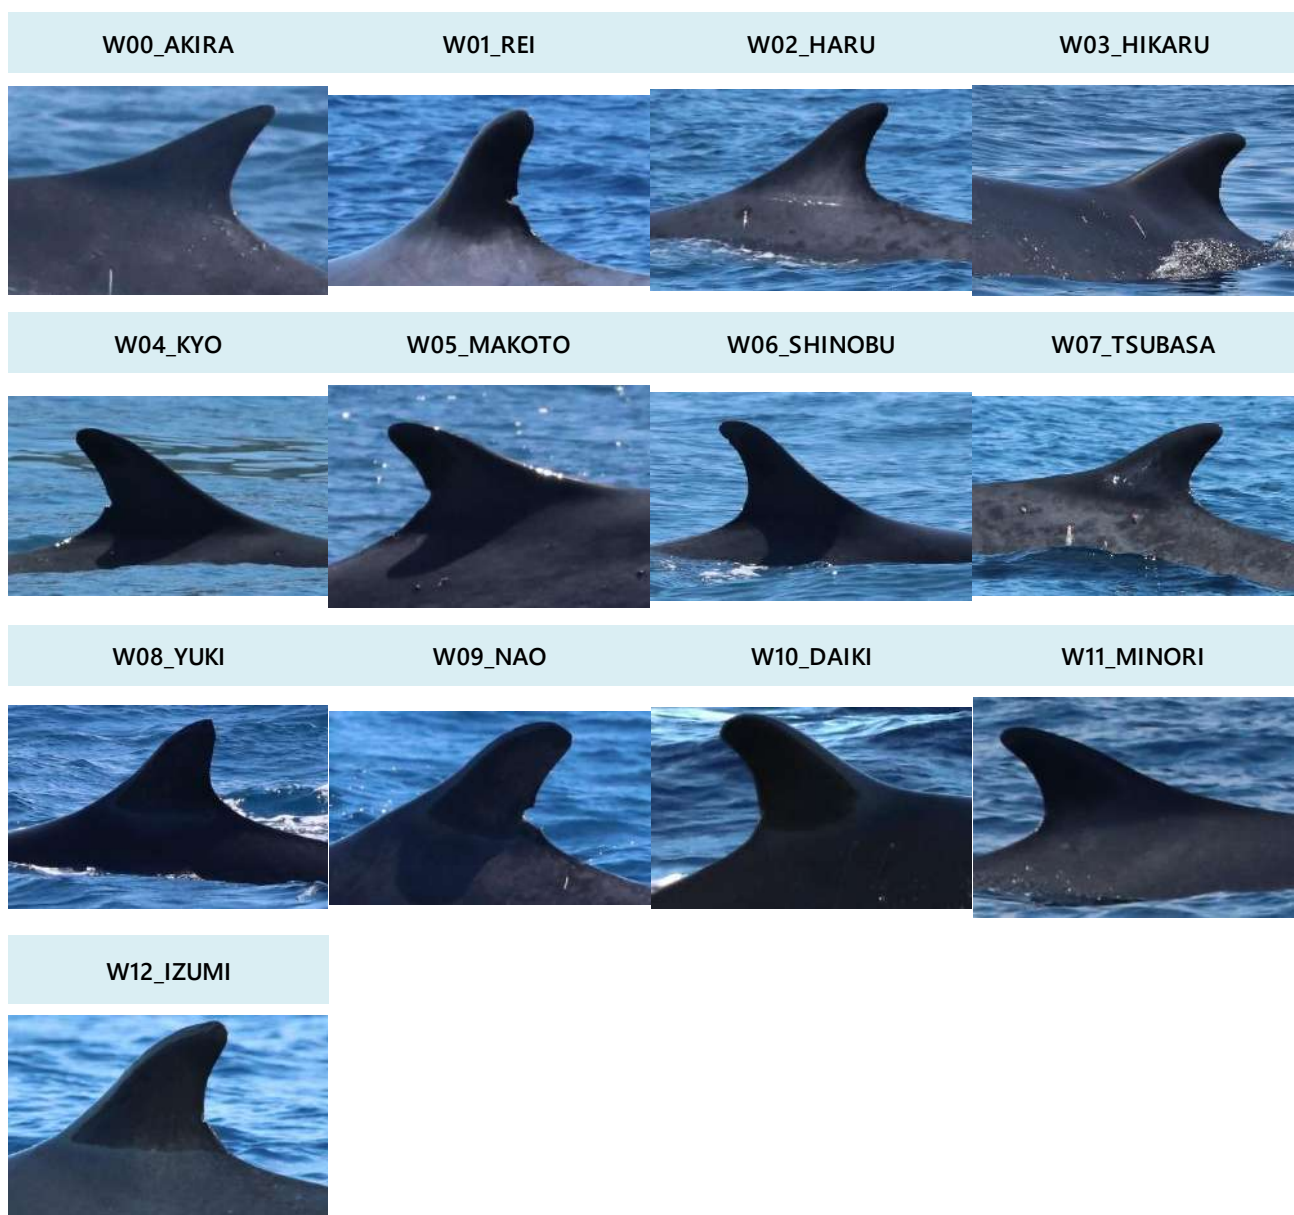 W00_AKIRA
W01_REI
W02_HARU
W03_HIKARU
W04_KYO
W05_MAKOTO
W06_SHINOBU
W07_TSUBASA
W08_YUKI
W09_NAO
W10_DAIKI
W11_MINORI
W12_IZUMI